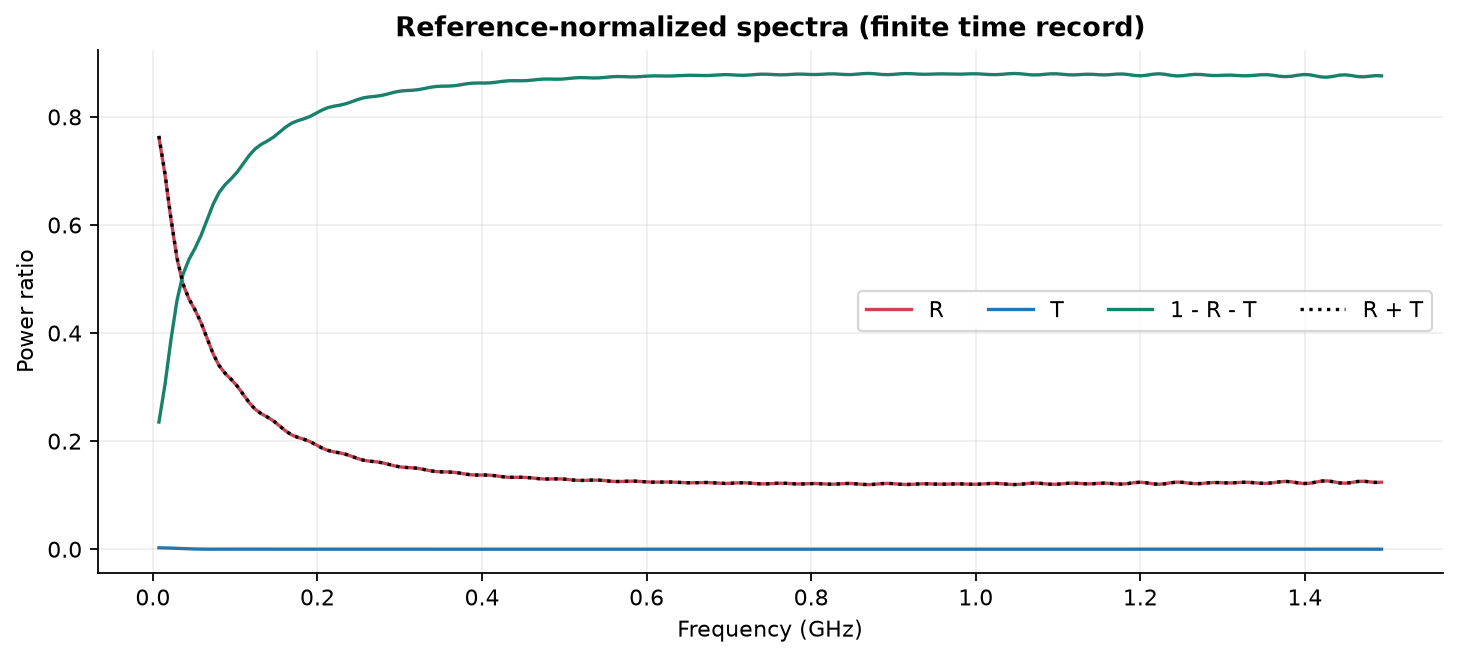 Reference-normalized spectra (finite time record)
Power ratio
0.8
0.6
0.4
0.2
0.0
R T 1 - R - T R + T
0.0 0.2 0.4 0.6 0.8 1.0 1.2 1.4
Frequency (GHz)